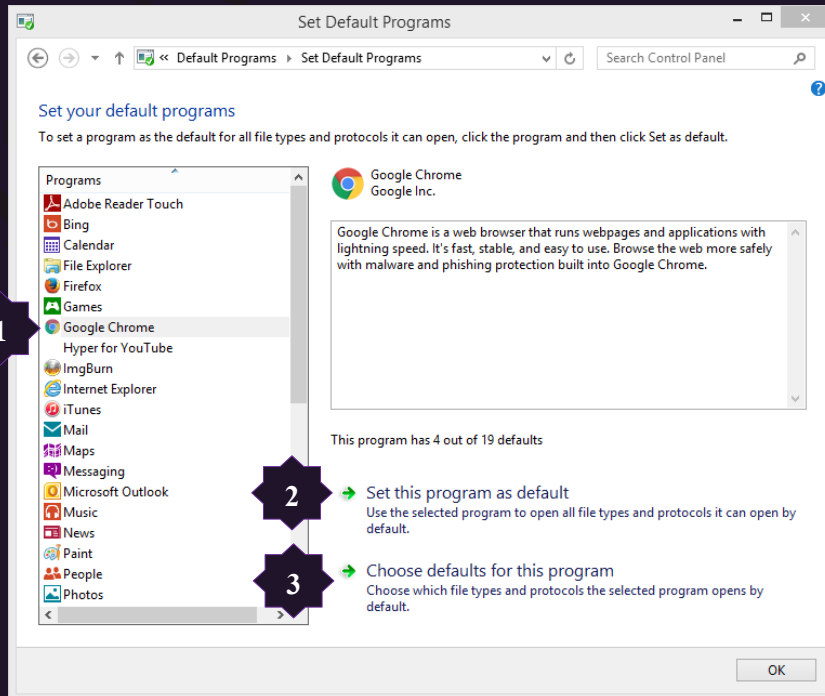 Set Default Programs
« Default Programs Set Default Programs
Search Control Panel
?
Set your default programs
To set a program as the default for all file types and protocols it can open, click the program and then click Set as default.
Programs
Adobe Reader Touch
Bing
Calendar
File Explorer
Firefox
Games
1
Google Chrome
Hyper for YouTube
ImgBurn
Internet Explorer
iTunes
Mail
Maps
Messaging
Microsoft Outlook
Music
News
Paint
People
Photos
Google Chrome
Google Inc.
Google Chrome is a web browser that runs webpages and applications with
lightning speed. It's fast, stable, and easy to use. Browse the web more safely
with malware and phishing protection built into Google Chrome.
This program has 4 out of 19 defaults
2
Set this program as default
Use the selected program to open all file types and protocols it can open by
default.
3
Choose defaults for this program
Choose which file types and protocols the selected program opens by
default.
OK